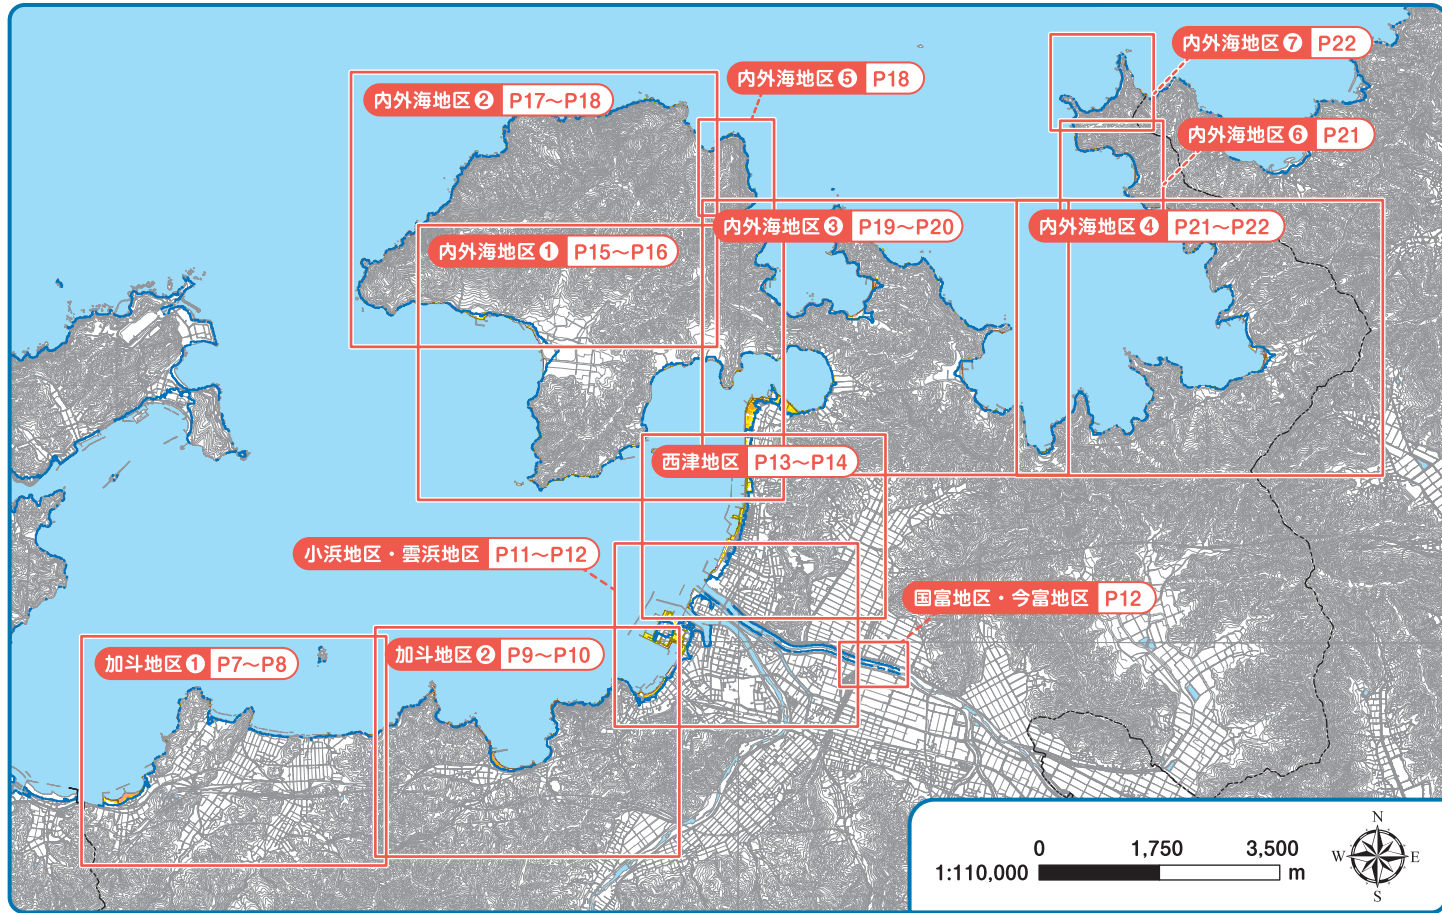 内外海地区❼ P22
内外海地区❺ P18
内外海地区❷ P17～P18
内外海地区❻ P21
内外海地区❸ P19～P20
内外海地区❹ P21～P22
内外海地区❶ P15～P16
西津地区 P13～P14
小浜地区・雲浜地区 P11～P12
国富地区・今富地区 P12
加斗地区❷ P9～P10
加斗地区❶ P7～P8
N
W E
S
0 1,750 3,500
1:110,000 m